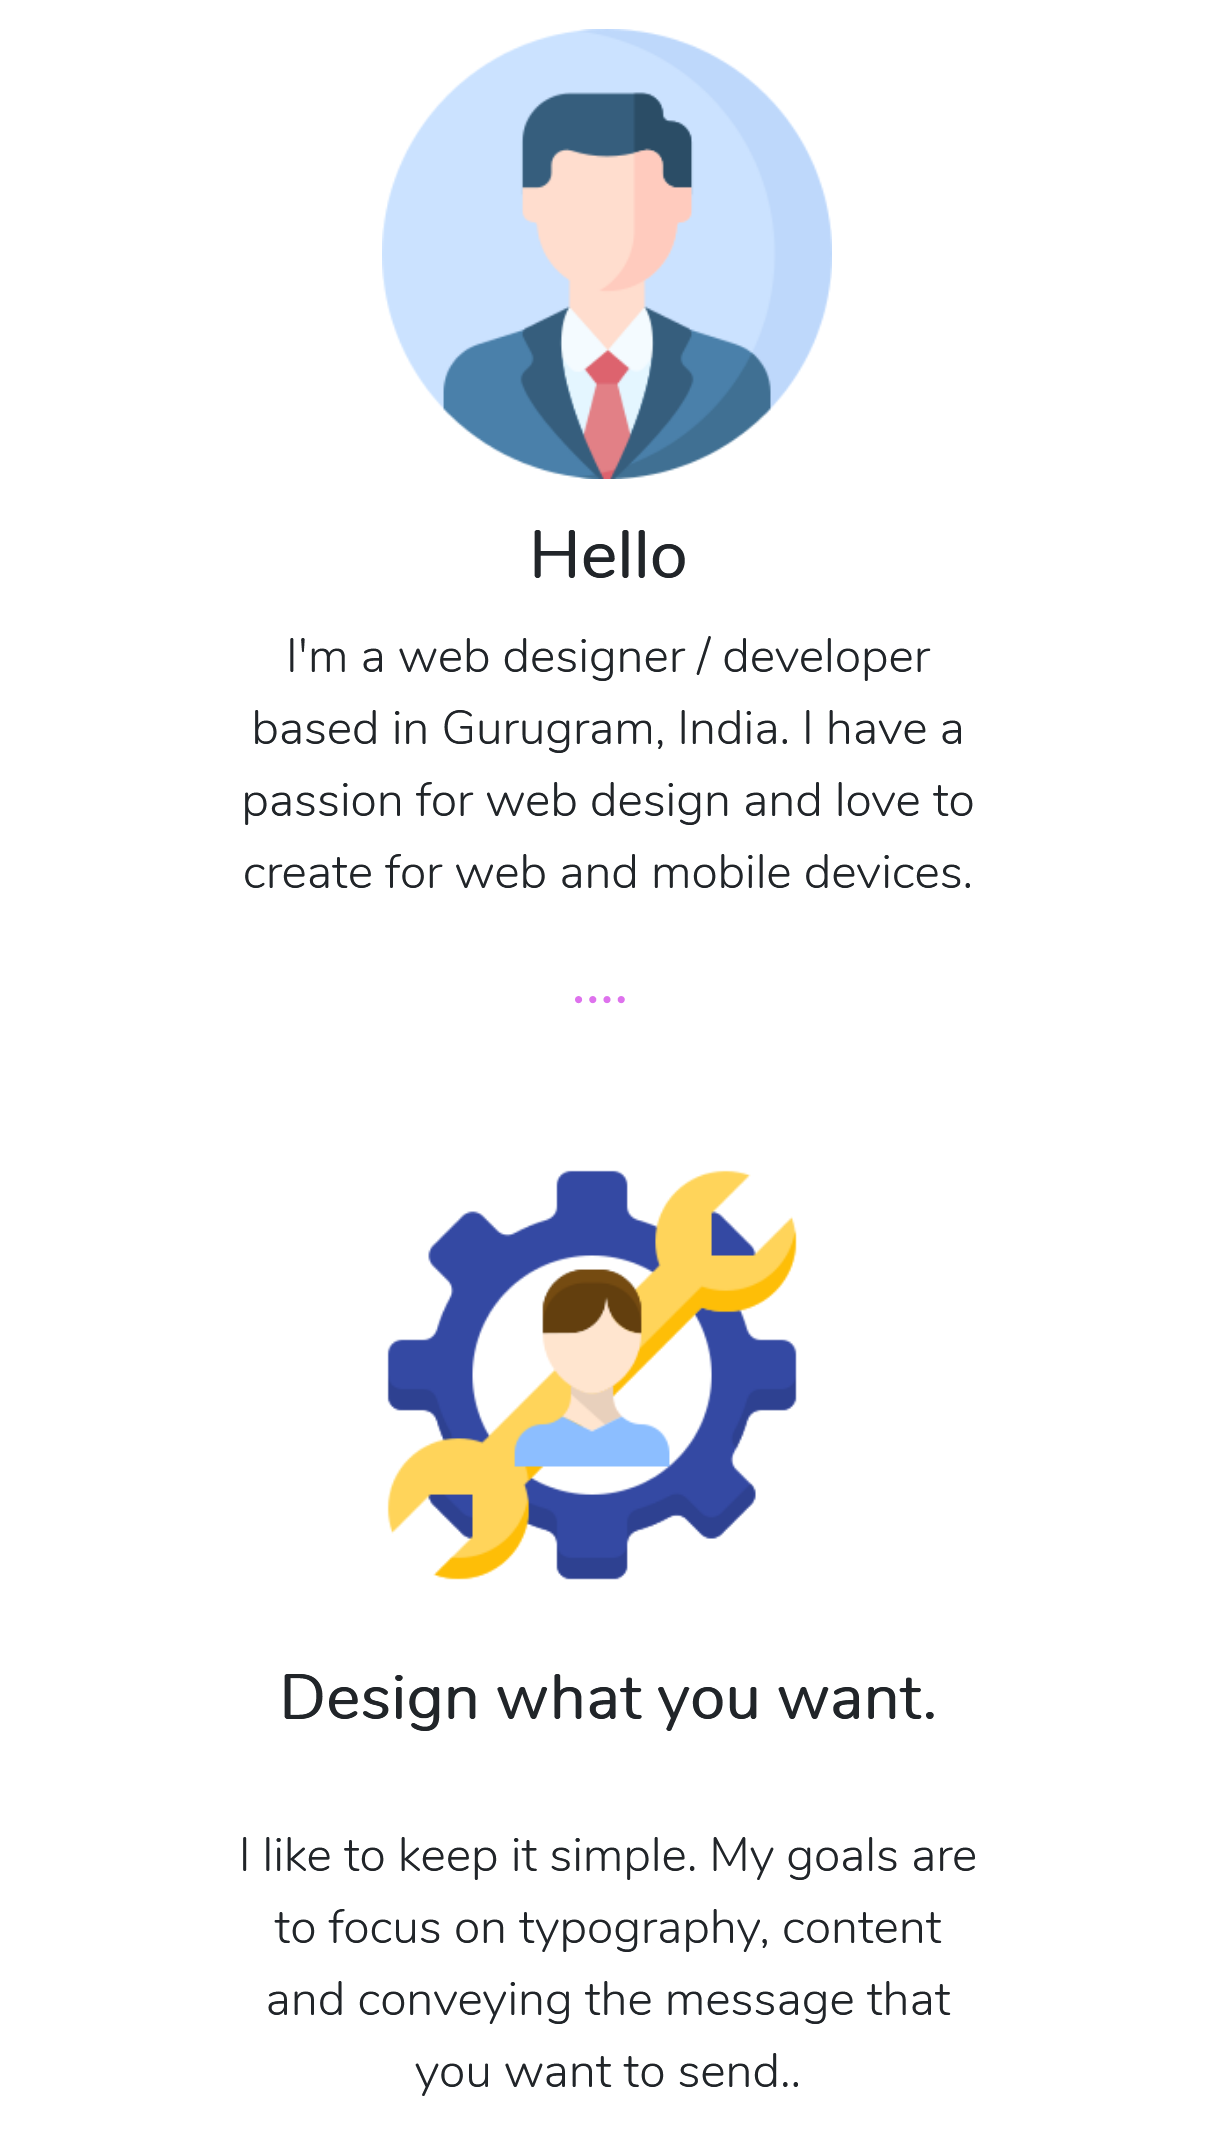 Hello
I'm a web designer / developer
based in Gurugram, India. I have a
passion for web design and love to
create for web and mobile devices.
Design what you want.
I like to keep it simple. My goals are
to focus on typography, content
and conveying the message that
you want to send..